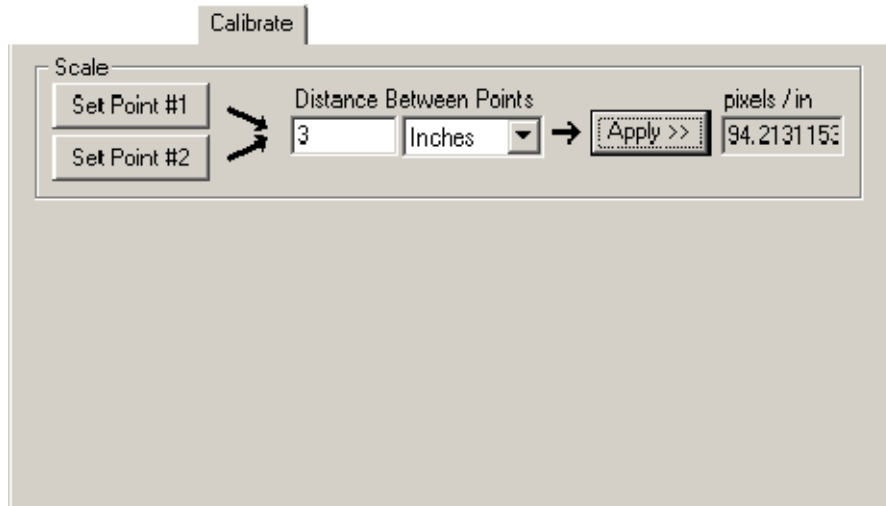 Calibrate
Scale
Set Point #1
Set Point #2
Distance Between Points
3
Inches
Apply >>
pixels / in
94.2131153